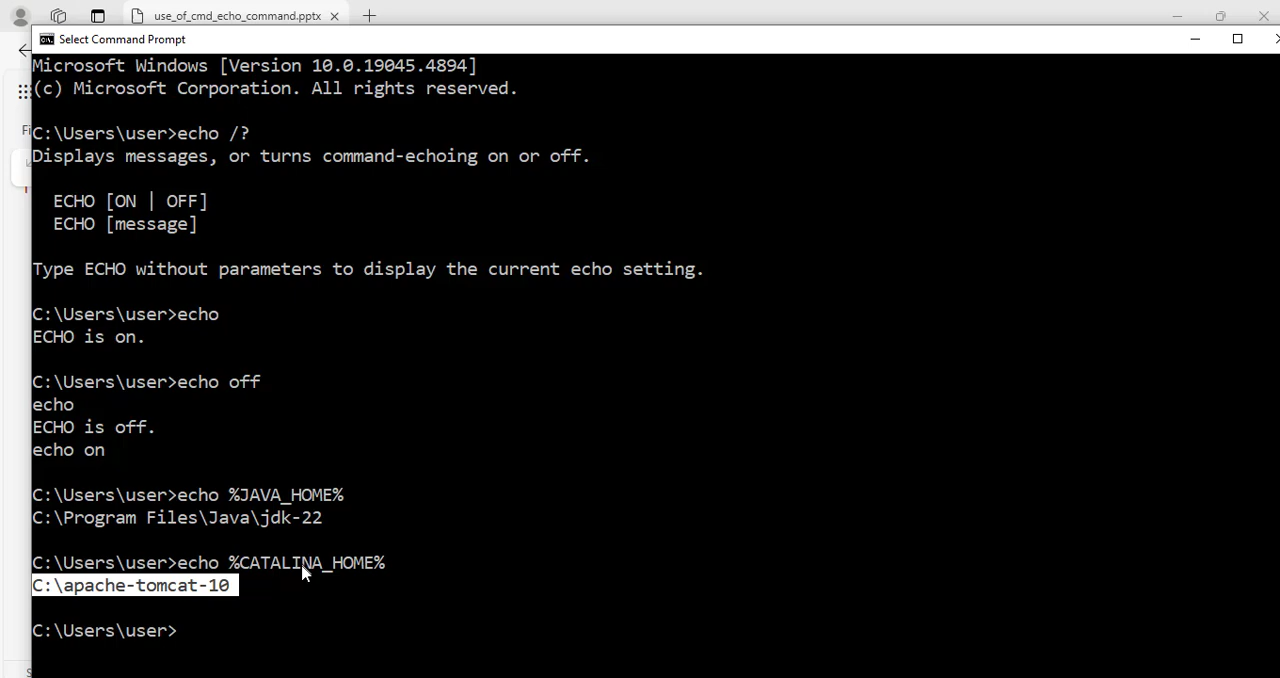 use_of_cmd_echo_command.pptx
Select Command Prompt
Microsoft Windows [Version 10.0.19045.4894]
(c) Microsoft Corporation. All rights reserved.
C:\Users\user>echo /?
Displays messages, or turns command-echoing on or off.
ECHO [ON | OFF]
ECHO [message]
Type ECHO without parameters to display the current echo setting.
C:\Users\user>echo
ECHO is on.
C:\Users\user>echo off
echo
ECHO is off.
echo on
C:\Users\user>echo %JAVA_HOME%
C:\Program Files\Java\jdk-22
C:\Users\user>echo %CATALINA_HOME%
C:\apache-tomcat-10
C:\Users\user>